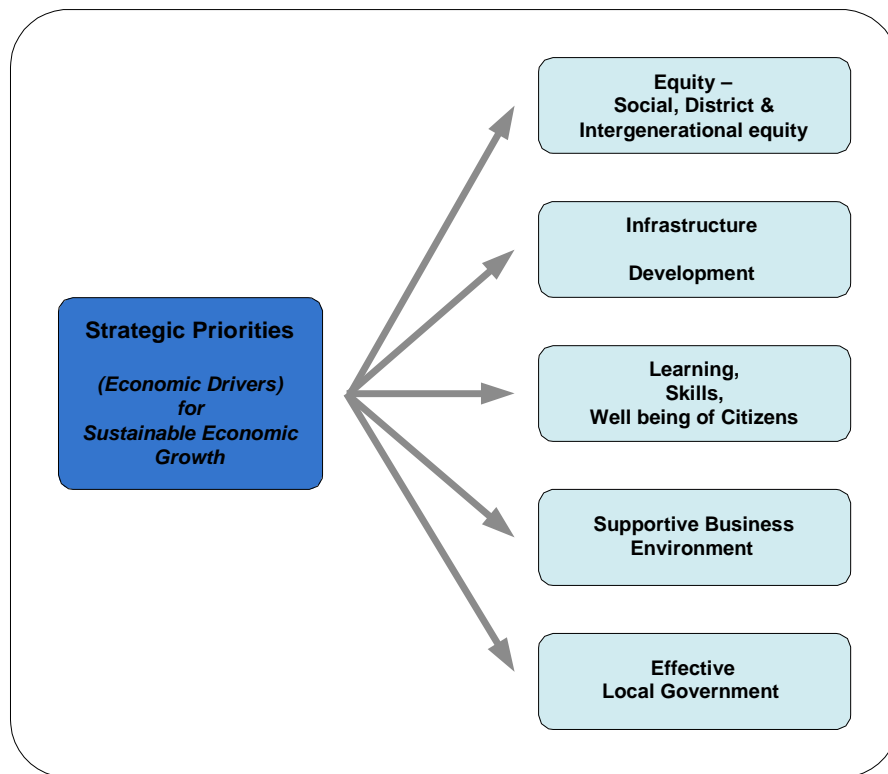 Strategic Priorities
(Economic Drivers)
for
Sustainable Economic
Growth
Equity –
Social, District &
Intergenerational equity
Infrastructure
Development
Learning,
Skills,
Well being of Citizens
Supportive Business
Environment
Effective
Local Government